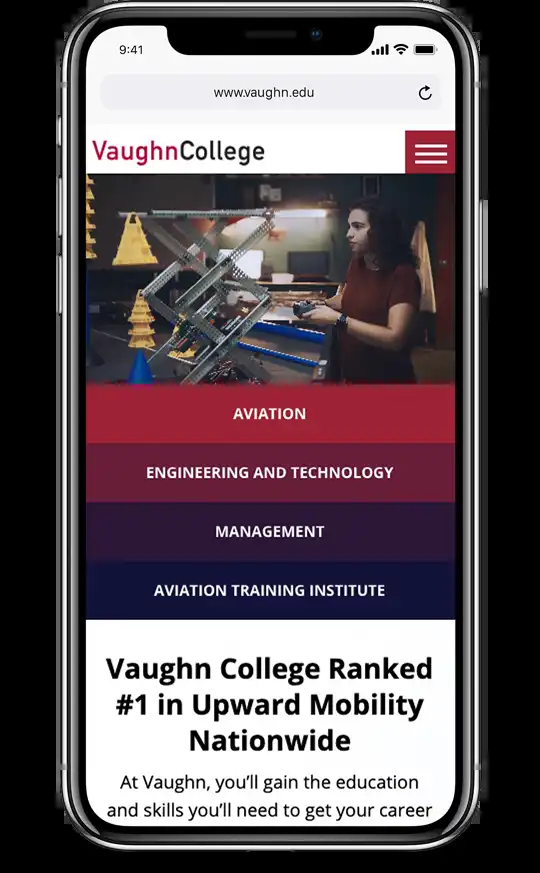 9:41
www.vaughn.edu
VaughnCollege
AVIATION
ENGINEERING AND TECHNOLOGY
MANAGEMENT
AVIATION TRAINING INSTITUTE
Vaughn College Ranked
#1 in Upward Mobility
Nationwide
At Vaughn, you'll gain the education
and skills you'll need to get your career